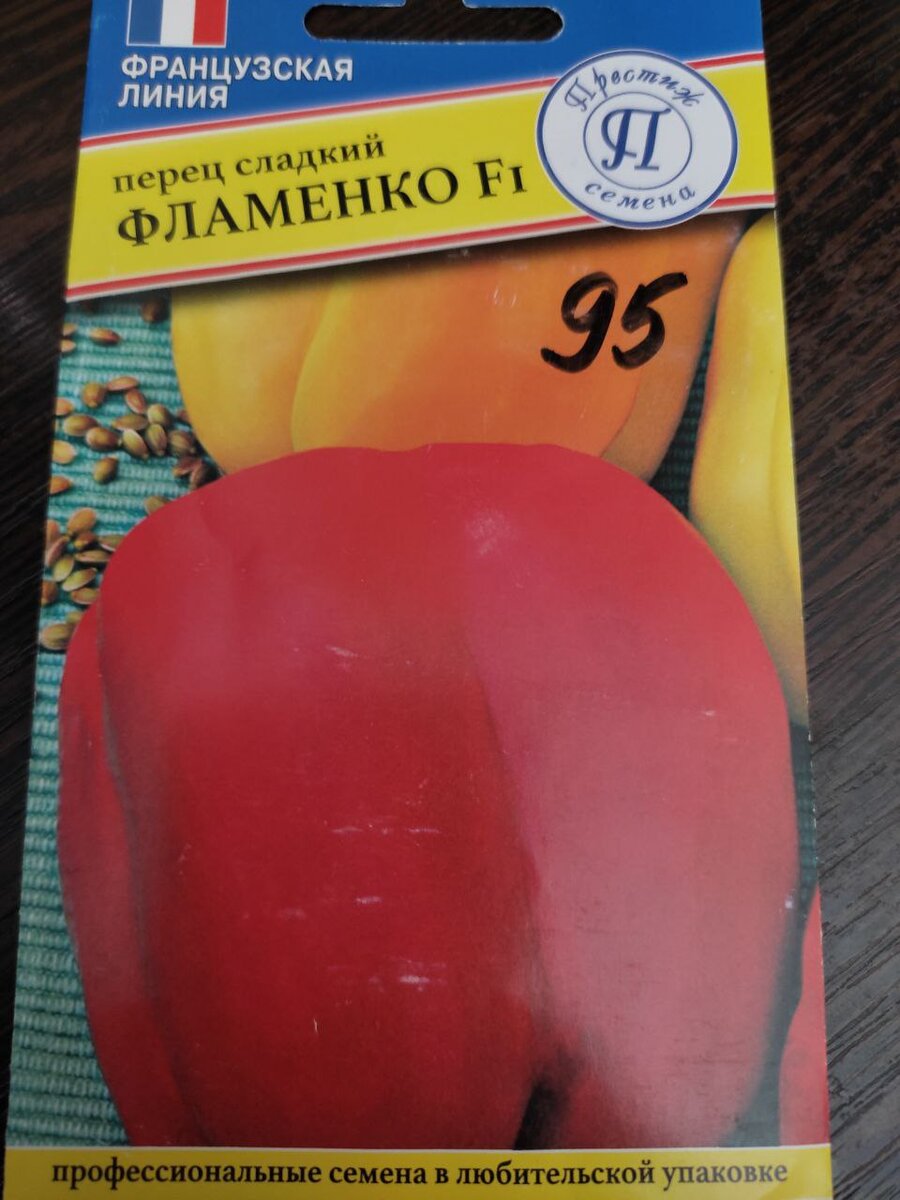 ФРАНЦУЗСКАЯ
ЛИНИЯ
Престиж
П
семена
перец сладкий
ФЛАМЕНКО F1
95
профессиональные семена в любительской упаковке